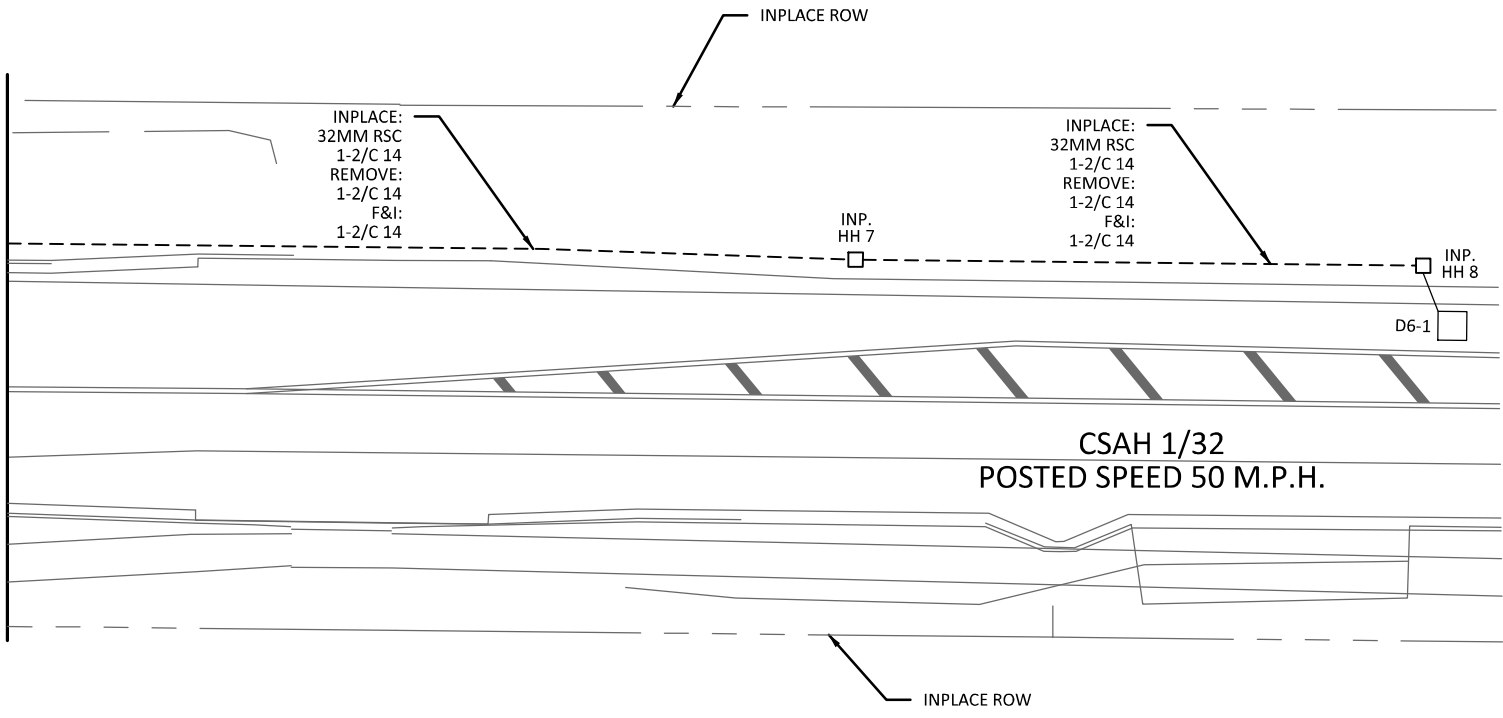 INPLACE ROW
INPLACE:
32MM RSC
1-2/C 14
REMOVE:
1-2/C 14
F&I:
1-2/C 14
INPLACE:
32MM RSC
1-2/C 14
REMOVE:
1-2/C 14
F&I:
1-2/C 14
INP.
HH 7
INP.
HH 8
D6-1
CSAH 1/32
POSTED SPEED 50 M.P.H.
INPLACE ROW